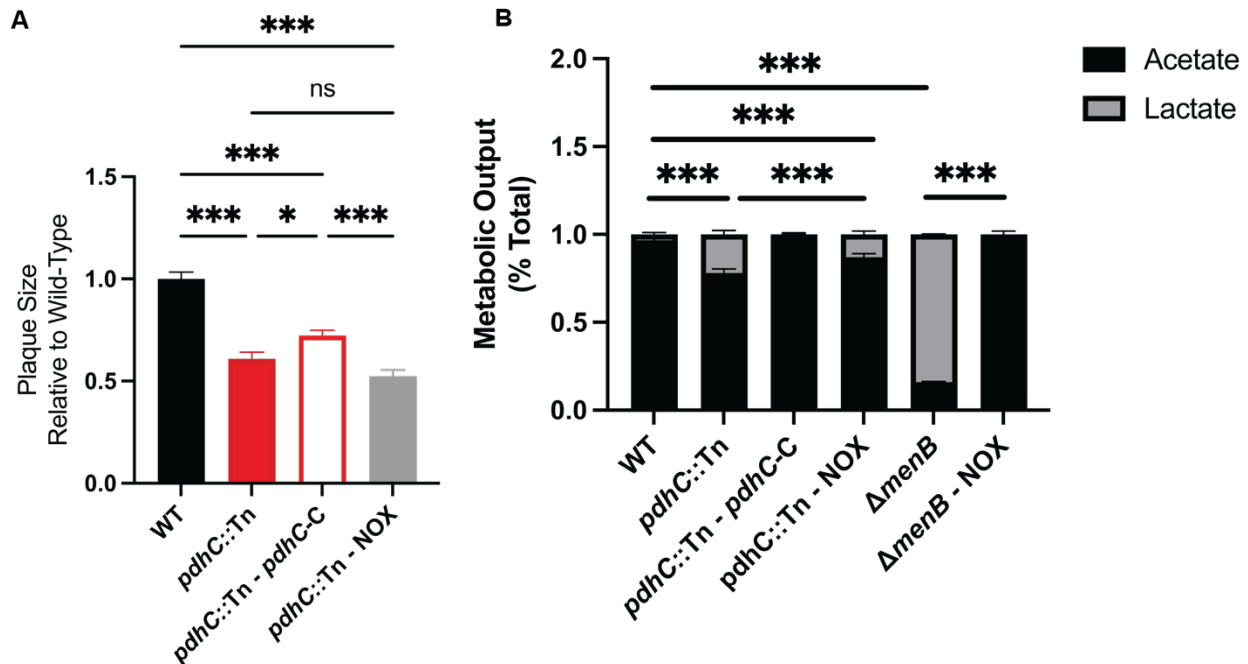 A
***
ns
***
*** * ***
Plaque Size
Relative to Wild-Type
1.5
1.0
0.5
0.0
WT
pdhC::Tn
pdhC::Tn - pdhC-C
pdhC::Tn - NOX
B
***
***
*** *** ***
Metabolic Output
(% Total)
2.0
1.5
1.0
0.5
0.0
WT
pdhC::Tn
pdhC::Tn - pdhC-C
pdhC::Tn - NOX
ΔmenB
ΔmenB - NOX
Acetate
Lactate